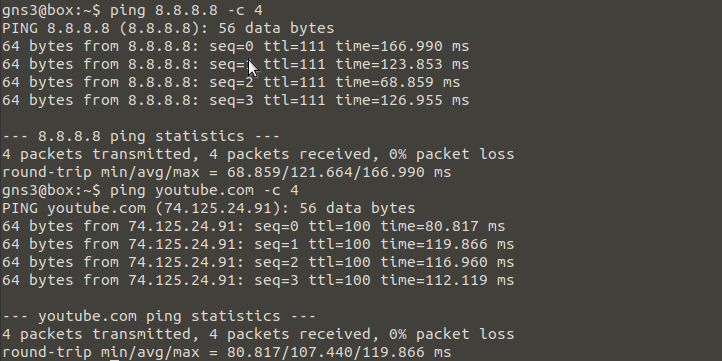 gns3@box:~$ ping 8.8.8.8 -c 4
PING 8.8.8.8 (8.8.8.8): 56 data bytes
64 bytes from 8.8.8.8: seq=0 ttl=111 time=166.990 ms
64 bytes from 8.8.8.8: seq=1 ttl=111 time=123.853 ms
64 bytes from 8.8.8.8: seq=2 ttl=111 time=68.859 ms
64 bytes from 8.8.8.8: seq=3 ttl=111 time=126.955 ms
--- 8.8.8.8 ping statistics ---
4 packets transmitted, 4 packets received, 0% packet loss
round-trip min/avg/max = 68.859/121.664/166.990 ms
gns3@box:~$ ping youtube.com -c 4
PING youtube.com (74.125.24.91): 56 data bytes
64 bytes from 74.125.24.91: seq=0 ttl=100 time=80.817 ms
64 bytes from 74.125.24.91: seq=1 ttl=100 time=119.866 ms
64 bytes from 74.125.24.91: seq=2 ttl=100 time=116.960 ms
64 bytes from 74.125.24.91: seq=3 ttl=100 time=112.119 ms
--- youtube.com ping statistics ---
4 packets transmitted, 4 packets received, 0% packet loss
round-trip min/avg/max = 80.817/107.440/119.866 ms